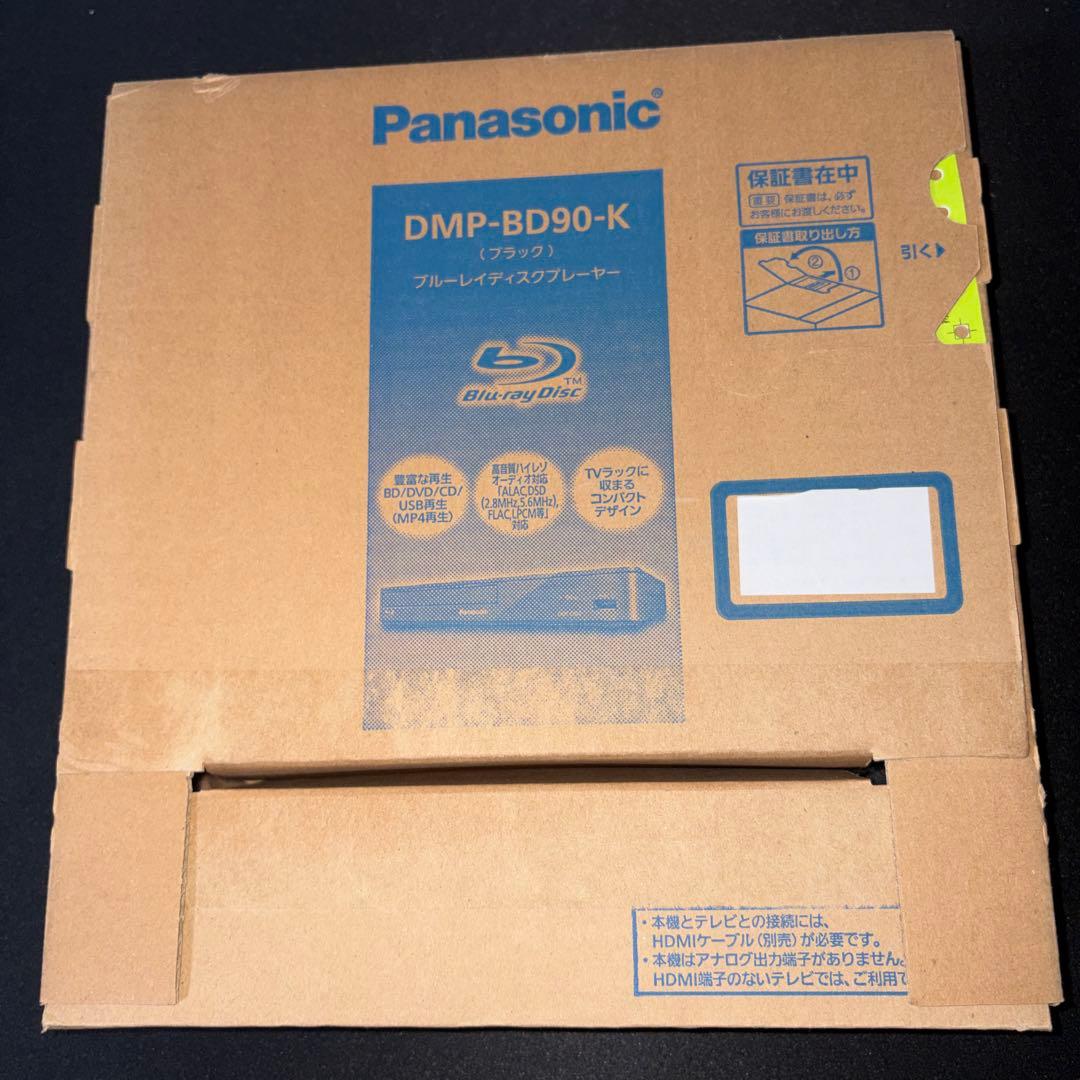 Panasonic®
DMP-BD90-K
（ブラック）
ブルーレイディスクプレーヤー
Blu-ray Disc™
豊富な再生
BD/DVD/CD/
USB再生
(MP4再生)
高音質ハイレゾ
オーディオ対応
「ALAC,DSD
(2.8MHz,5.6MHz),
FLAC,LPCM等」
対応
TVラックに
収まる
コンパクト
デザイン
Panasonic
保証書在中
重要 保証書は、必ず
お客様にお渡しください。
保証書取り出し方
②
①
引く
・本機とテレビとの接続には、
HDMIケーブル（別売）が必要です。
・本機はアナログ出力端子がありません。
HDMI端子のないテレビでは、ご利用で